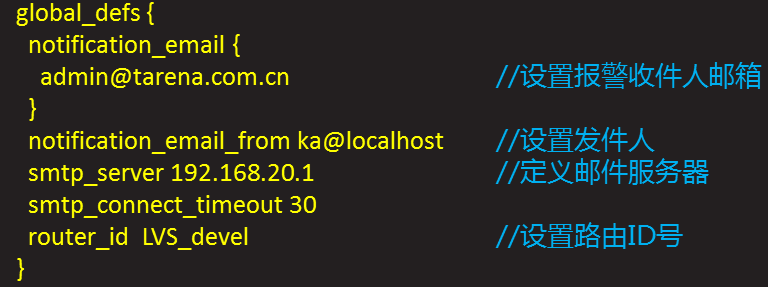 global_defs {
notification_email {
admin@tarena.com.cn //设置报警收件人邮箱
}
notification_email_from ka@localhost //设置发件人
smtp_server 192.168.20.1 //定义邮件服务器
smtp_connect_timeout 30
router_id LVS_devel //设置路由ID号
}